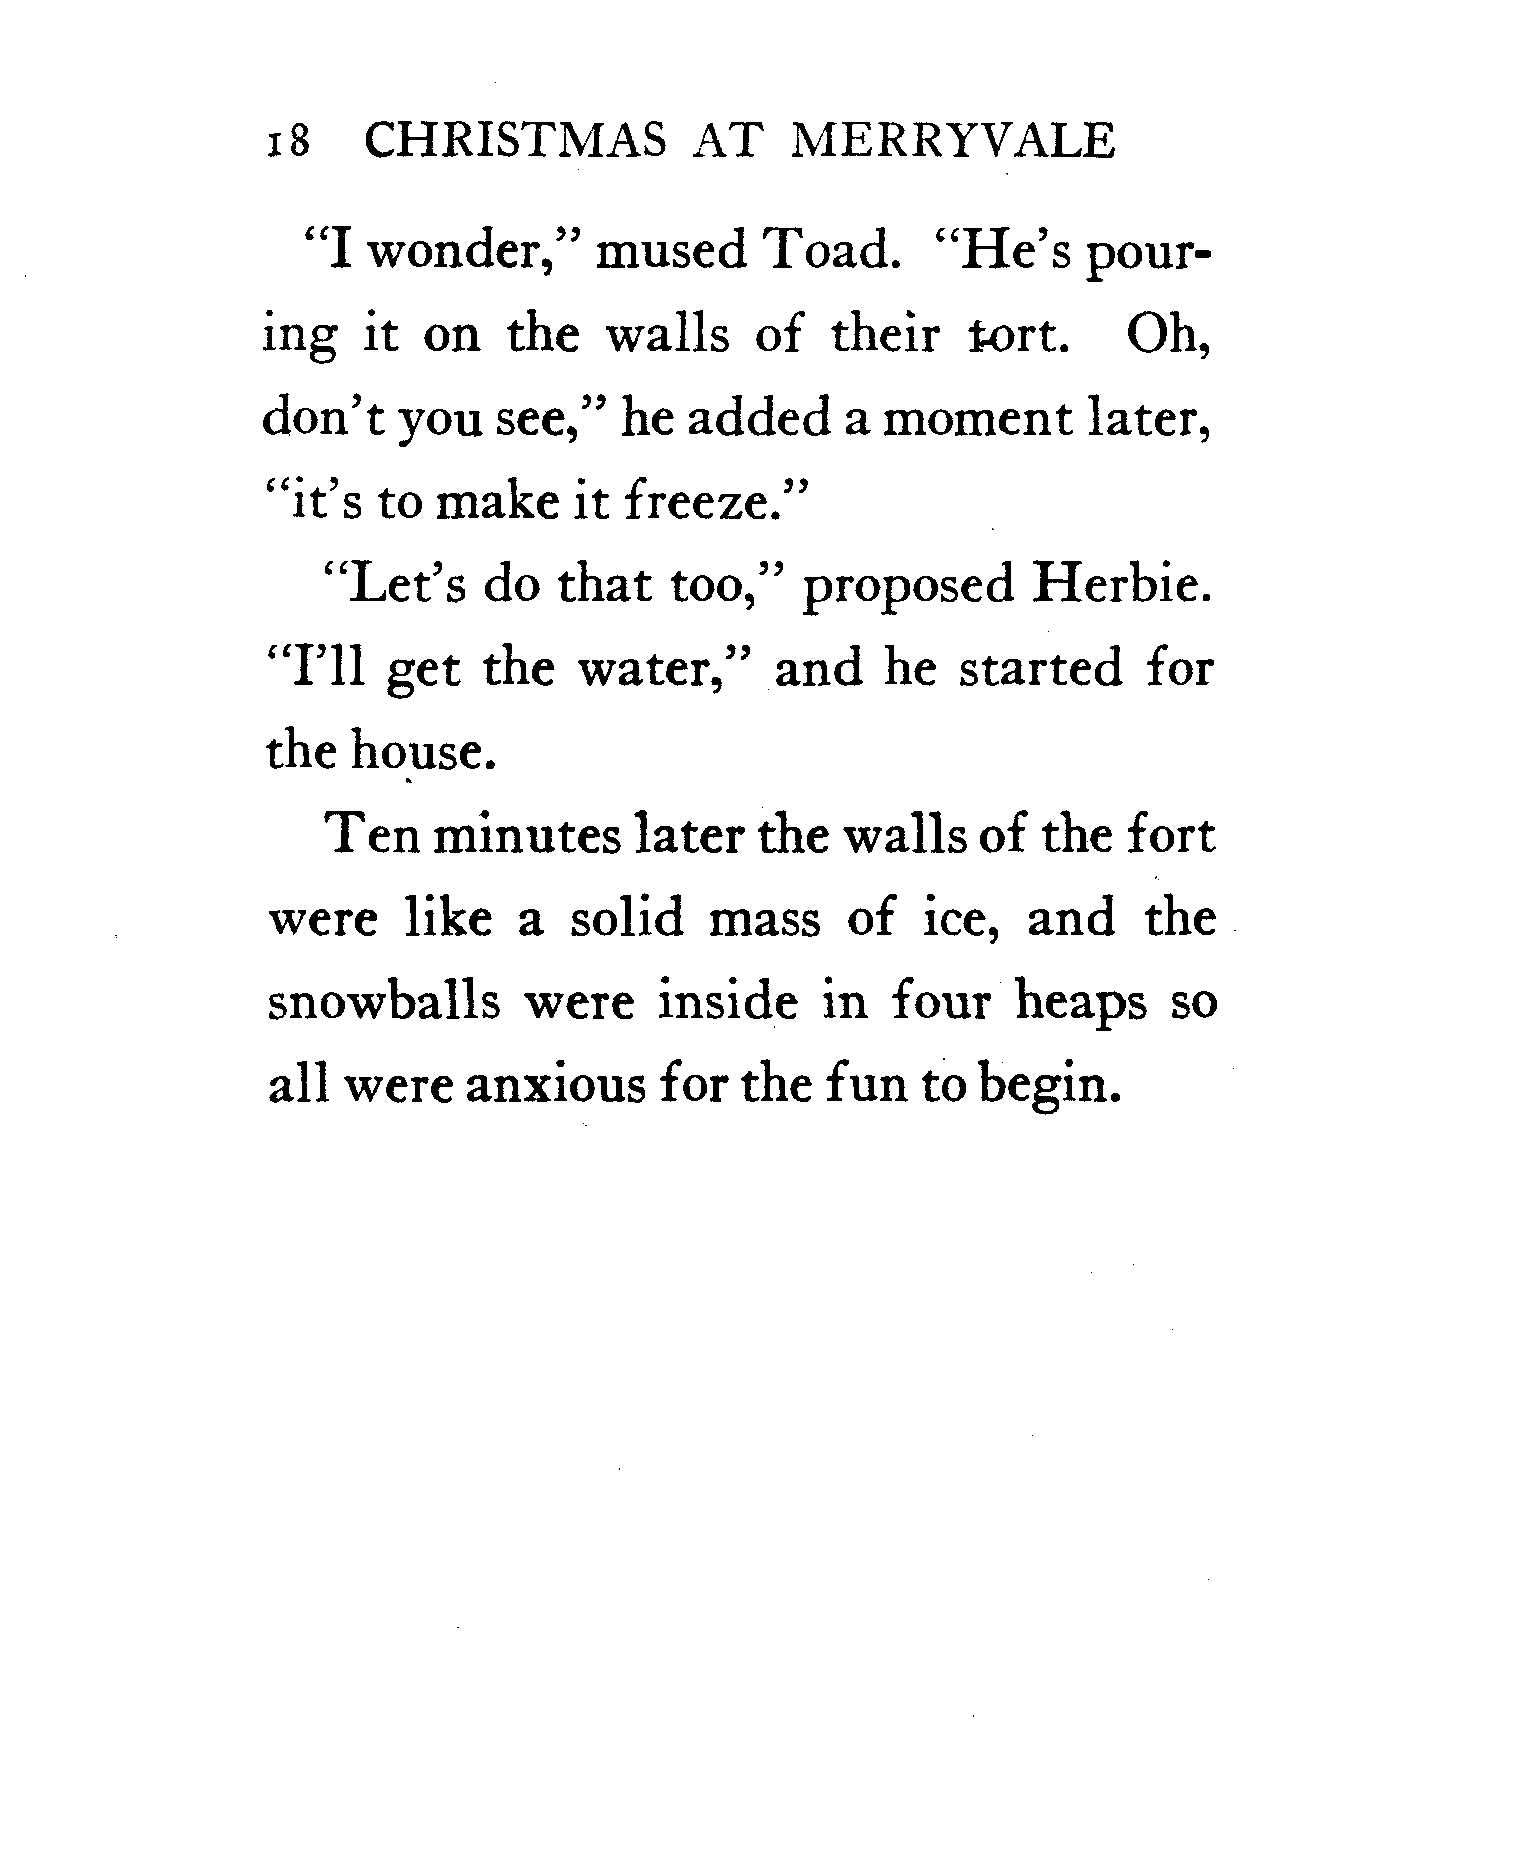 18 CHRISTMAS AT MERRYVALE
“I wonder,” mused Toad. “He's pour-
ing it on the walls of their fort. Oh,
don't you see,” he added a moment later,
“it's to make it freeze.”
“Let's do that too,” proposed Herbie.
“I'll get the water,” and he started for
the house.
Ten minutes later the walls of the fort
were like a solid mass of ice, and the
snowballs were inside in four heaps so
all were anxious for the fun to begin.